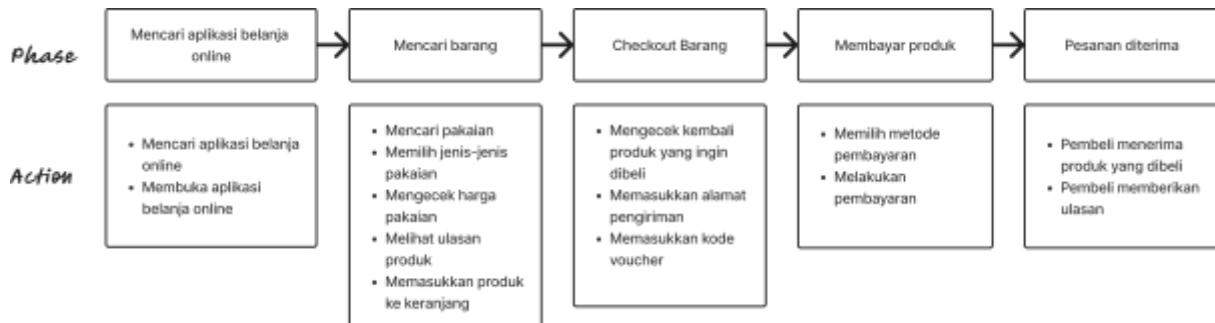 Phase
Mencari aplikasi belanja
online
Mencari barang
Checkout Barang
Membayar produk
Pesanan diterima
Action
• Mencari aplikasi belanja
online
• Membuka aplikasi
belanja online
• Mencari pakaian
• Memilih jenis-jenis
pakaian
• Mengecek harga
pakaian
• Melihat ulasan
produk
• Memasukkan produk
ke keranjang
• Mengecek kembali
produk yang ingin
dibeli
• Memasukkan alamat
pengiriman
• Memasukkan kode
voucher
• Memilih metode
pembayaran
• Melakukan
pembayaran
• Pembeli menerima
produk yang dibeli
• Pembeli memberikan
ulasan